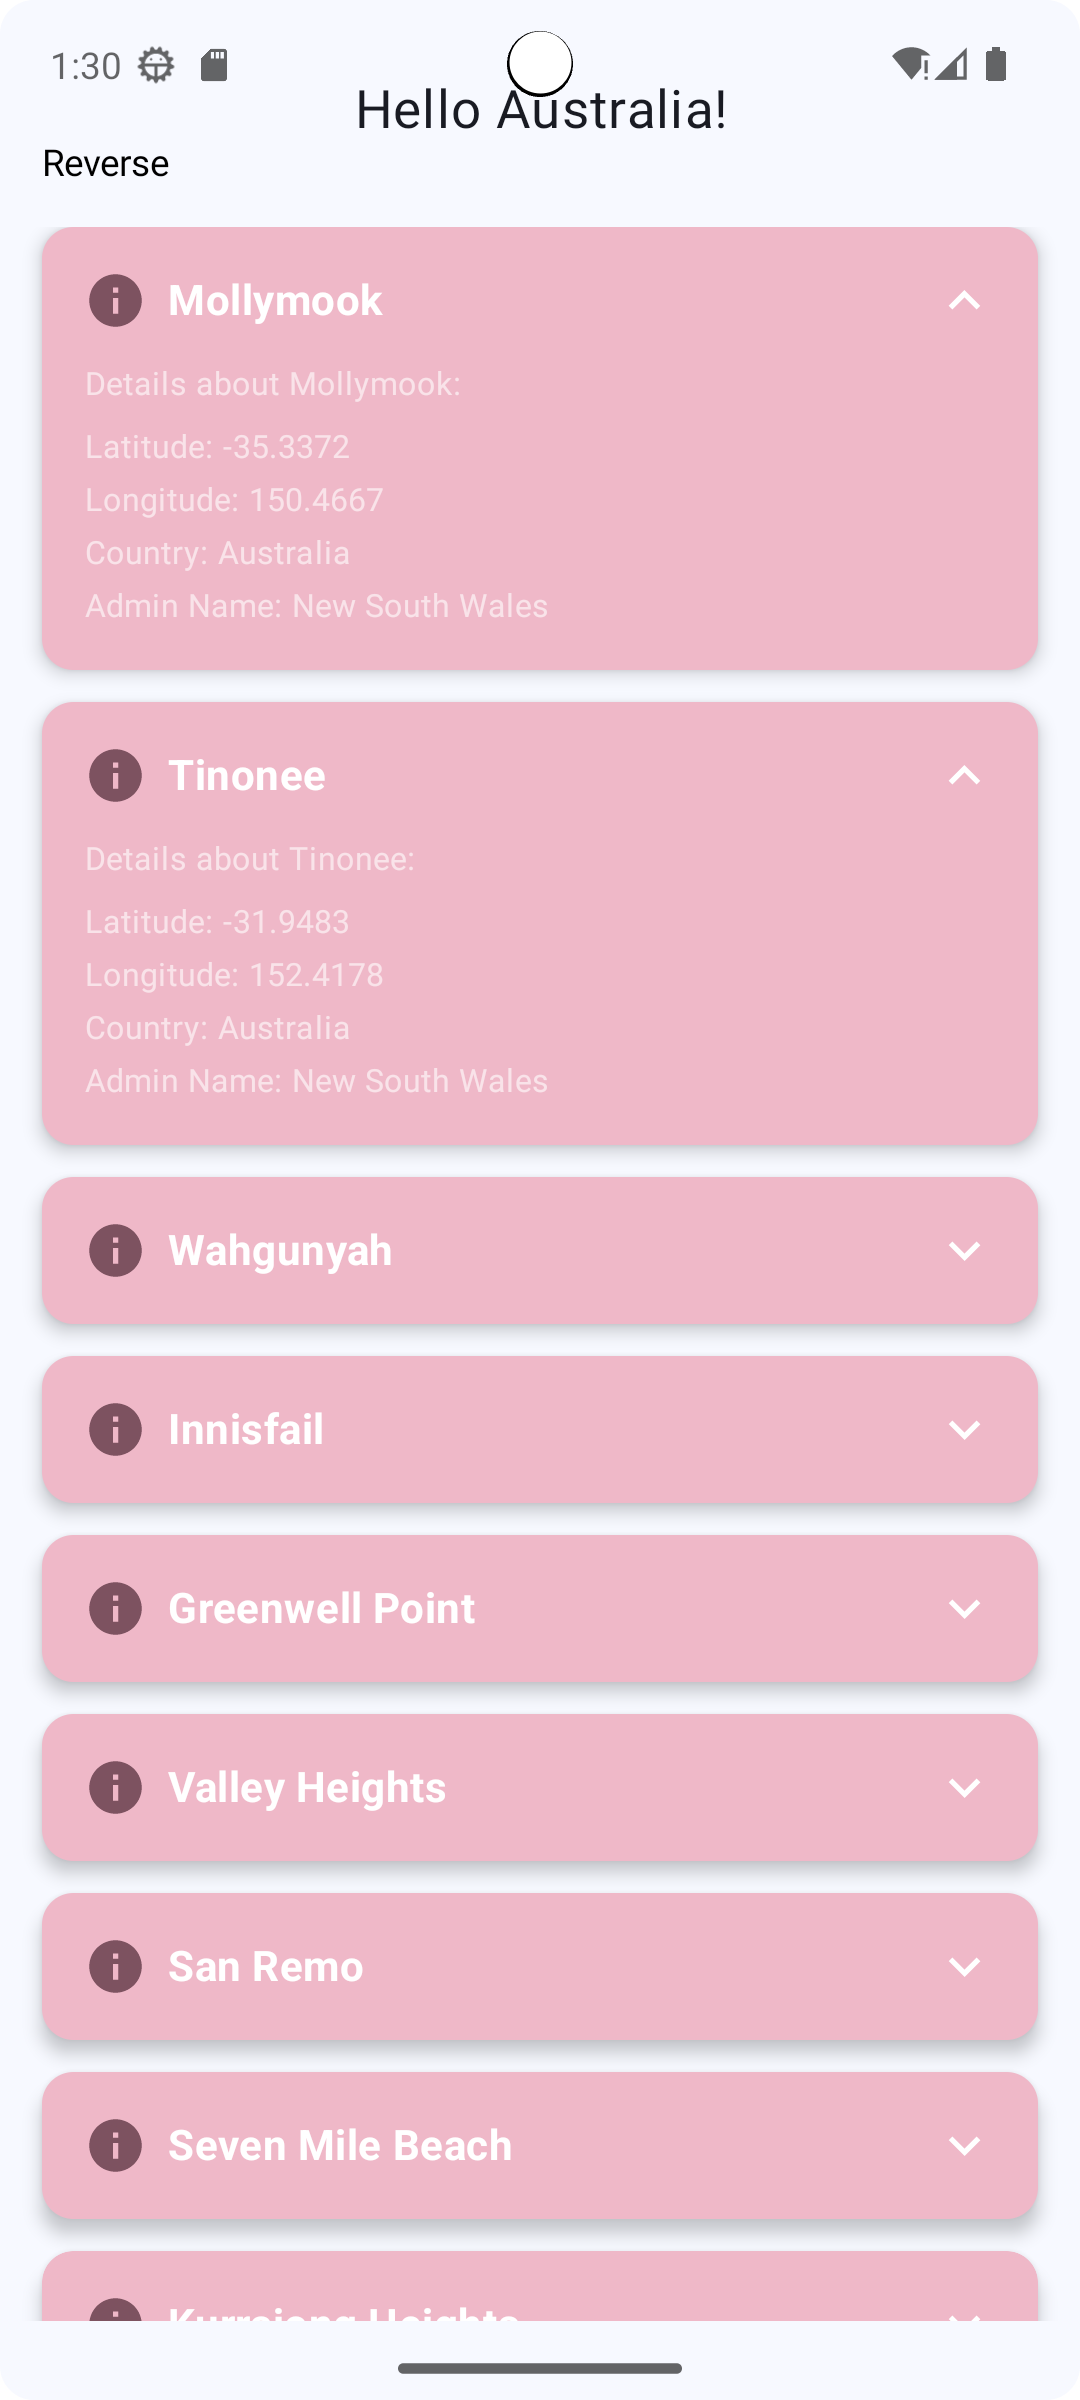 1:30
Hello Australia!
Reverse
Mollymook
Details about Mollymook:
Latitude: -35.3372
Longitude: 150.4667
Country: Australia
Admin Name: New South Wales
Tinonee
Details about Tinonee:
Latitude: -31.9483
Longitude: 152.4178
Country: Australia
Admin Name: New South Wales
Wahgunyah
Innisfail
Greenwell Point
Valley Heights
San Remo
Seven Mile Beach
Kurrajong Heights